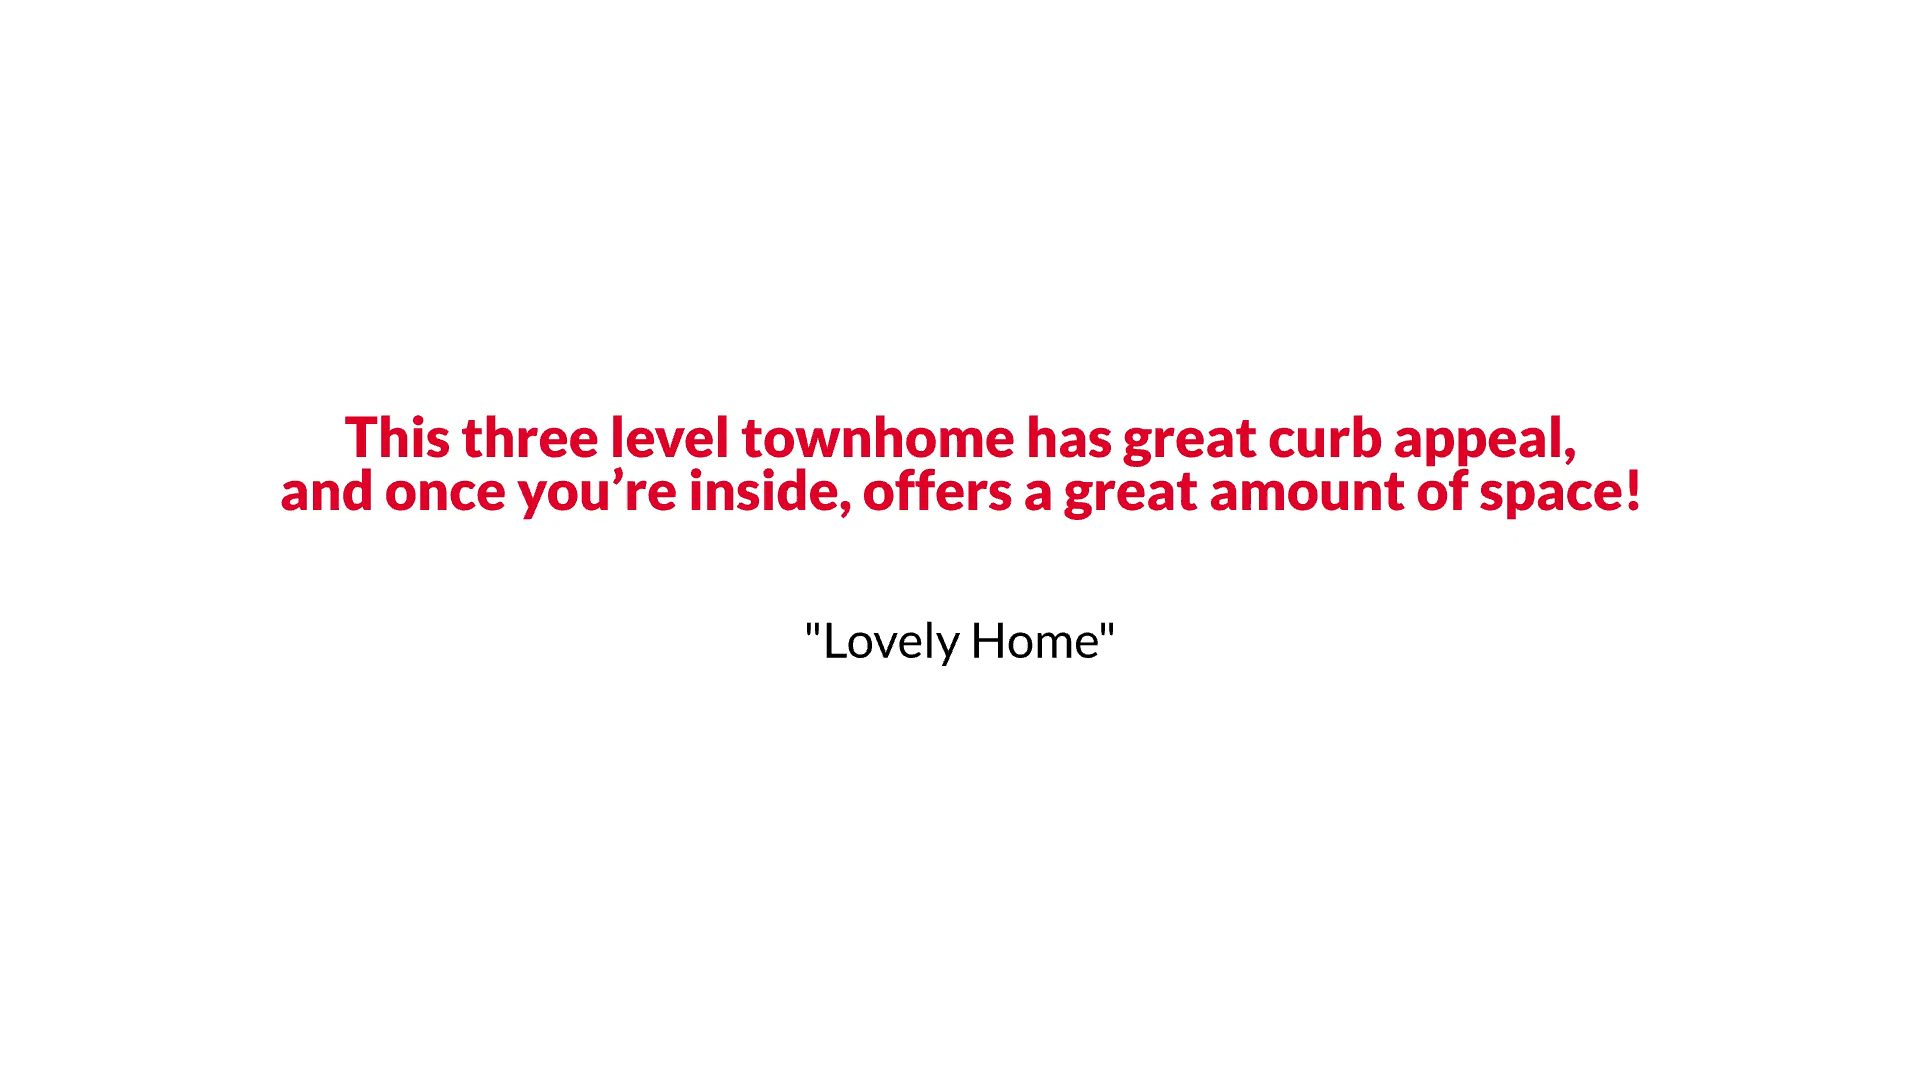 This three level townhome has great curb appeal,
and once you’re inside, offers a great amount of space!
"Lovely Home"